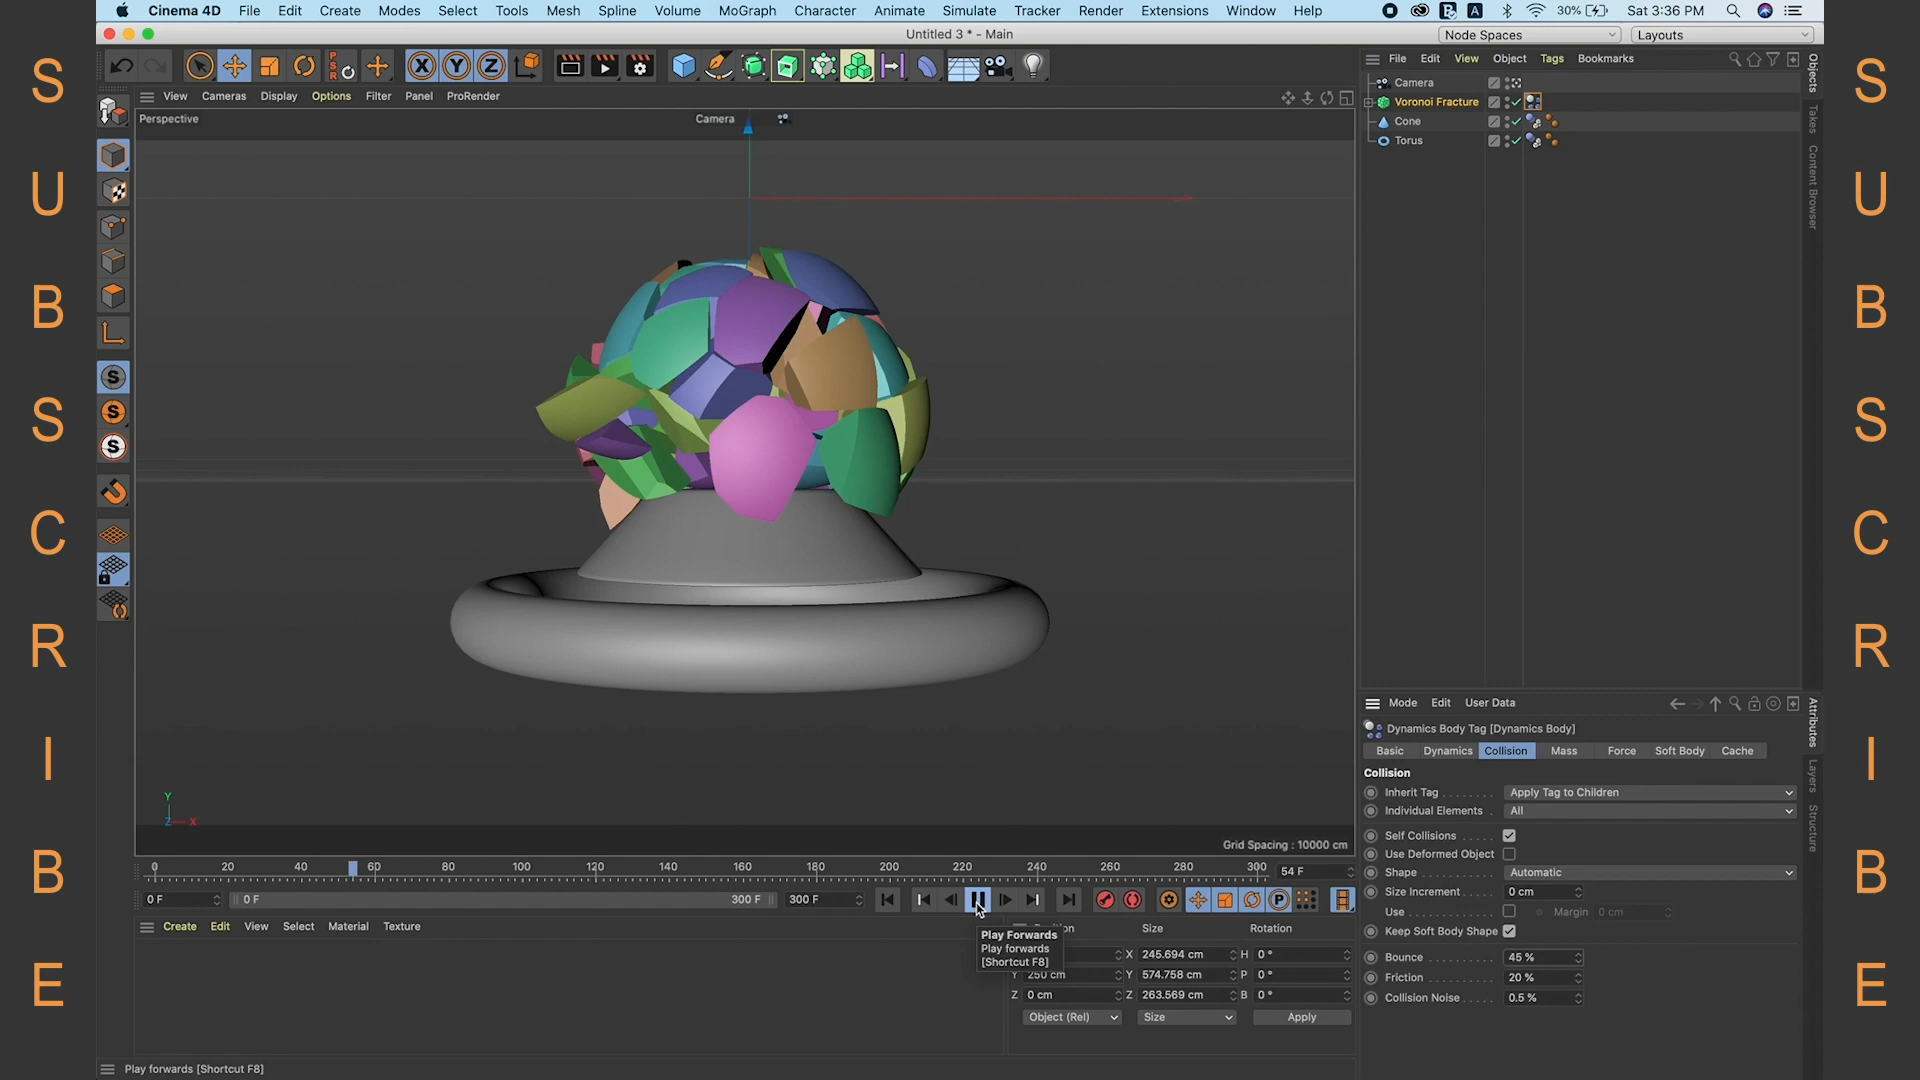 Cinema 4D File Edit Create Modes Select Tools Mesh Spline Volume MoGraph Character Animate Simulate Tracker Render Extensions Window Help 30% Sat 3:36 PM
Untitled 3 * - Main
Node Spaces Layouts
View Cameras Display Options Filter Panel ProRender
Perspective
Camera
File Edit View Object Tags Bookmarks
Camera
Voronoi Fracture
Cone
Torus
Objects
Takes
Content Browser
S
U
B
S
C
R
I
B
E
X Y Z
PSR
Y
Z X
Grid Spacing : 10000 cm
0 20 40 60 80 100 120 140 160 180 200 220 240 260 280 300 54 F
0 F 0 F 300 F 300 F
Create Edit View Select Material Texture
Play Forwards
Play forwards
[Shortcut F8]
Size Rotation
X 245.694 cm H 0 °
Y 250 cm Y 574.758 cm P 0 °
Z 0 cm Z 263.569 cm B 0 °
Object (Rel) Size Apply
Play forwards [Shortcut F8]
Mode Edit User Data
Dynamics Body Tag [Dynamics Body]
Basic Dynamics Collision Mass Force Soft Body Cache
Collision
Inherit Tag Apply Tag to Children
Individual Elements All
Self Collisions
Use Deformed Object
Shape Automatic
Size Increment 0 cm
Use Margin 0 cm
Keep Soft Body Shape
Bounce 45 %
Friction 20 %
Collision Noise 0.5 %
Attributes
Layers
Structure
S
U
B
S
C
R
I
B
E